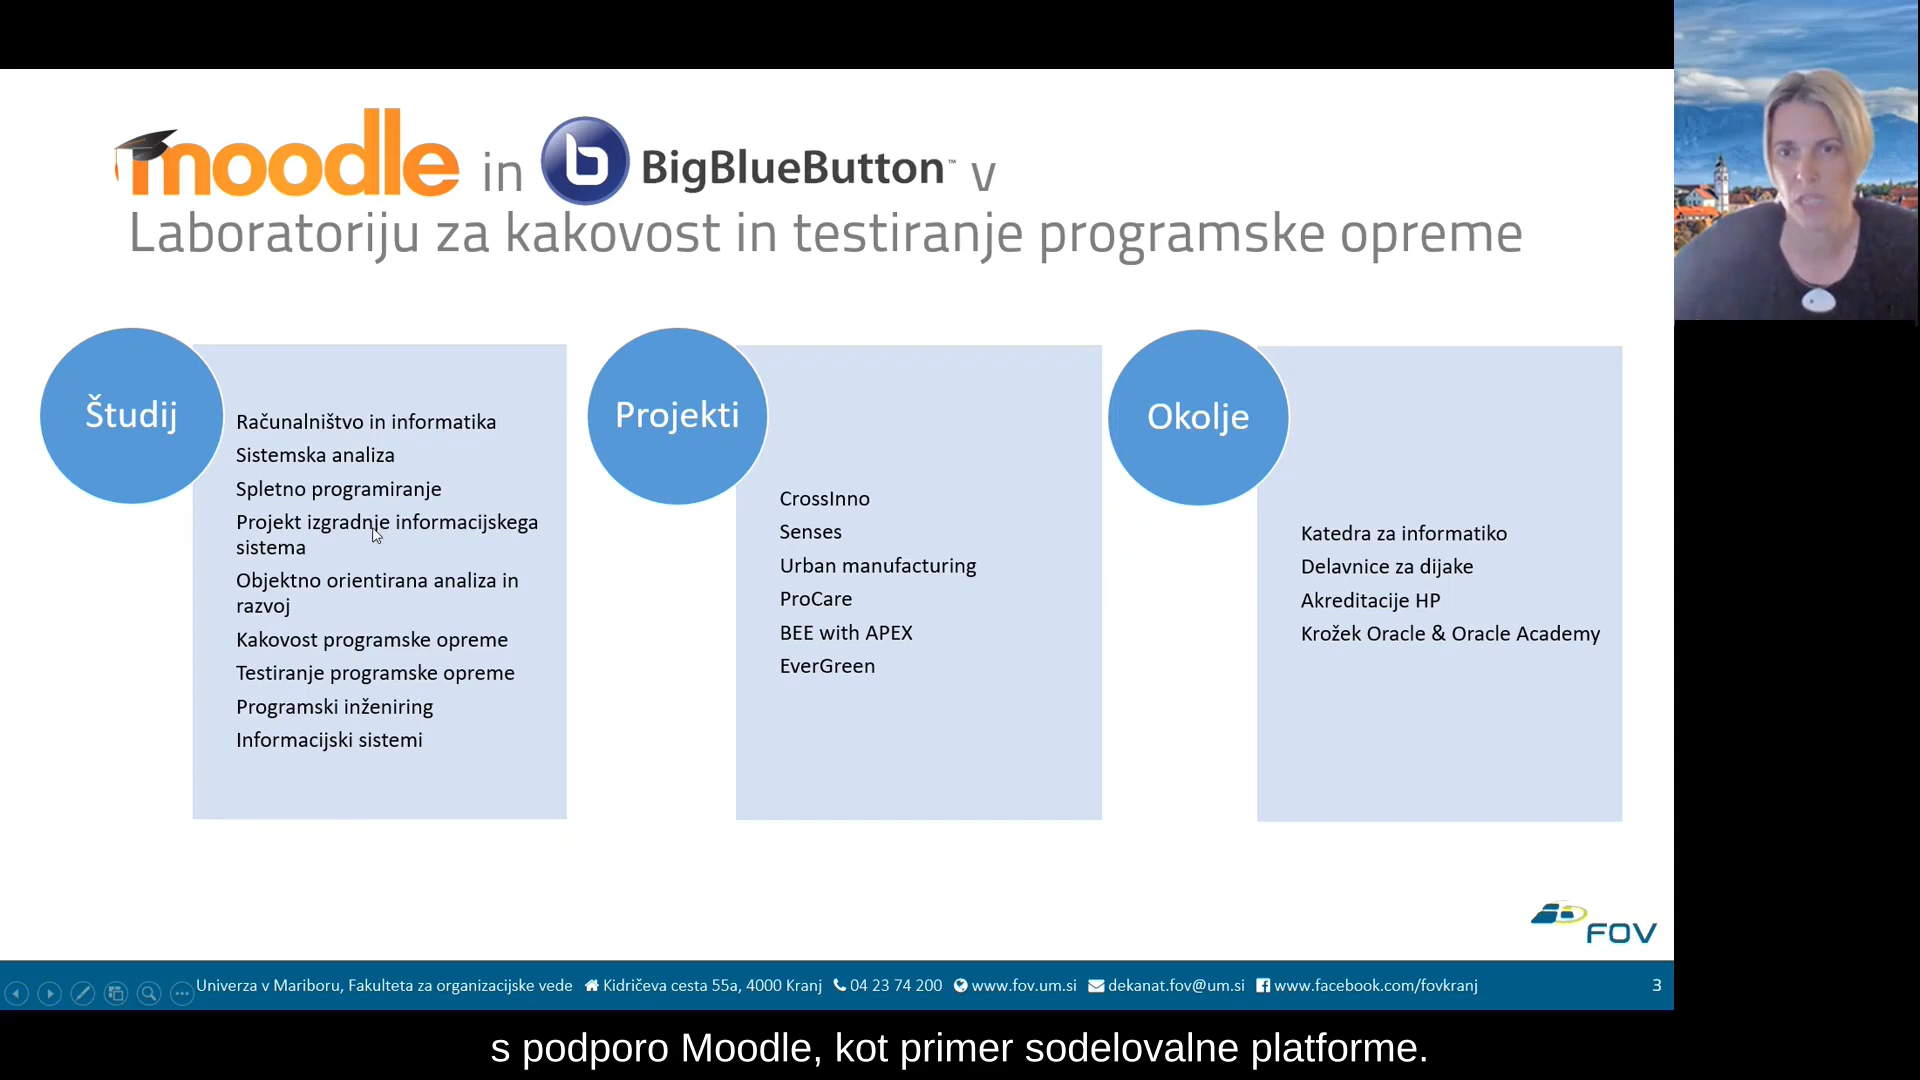 moodle in b BigBlueButton™ v
Laboratoriju za kakovost in testiranje programske opreme
Študij
Računalništvo in informatika
Sistemska analiza
Spletno programiranje
Projekt izgradnje informacijskega
sistema
Objektno orientirana analiza in
razvoj
Kakovost programske opreme
Testiranje programske opreme
Programski inženiring
Informacijski sistemi
Projekti
CrossInno
Senses
Urban manufacturing
ProCare
BEE with APEX
EverGreen
Okolje
Katedra za informatiko
Delavnice za dijake
Akreditacije HP
Krožek Oracle & Oracle Academy
FOV
Univerza v Mariboru, Fakulteta za organizacijske vede Kidričeva cesta 55a, 4000 Kranj 04 23 74 200 www.fov.um.si dekanat.fov@um.si www.facebook.com/fovkranj 3
s podporo Moodle, kot primer sodelovalne platforme.